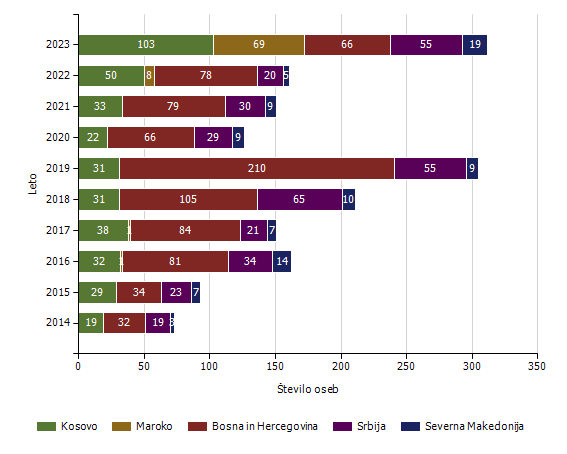 2023 103 69 66 55 19
2022 50 8 78 20 5
2021 33 79 30 9
2020 22 66 29 9
2019 31 210 55 9
2018 31 105 65 10
2017 38 1 84 21 7
2016 32 1 81 34 14
2015 29 34 23 7
2014 19 32 19 3
Leto
0 50 100 150 200 250 300 350
Število oseb
Kosovo Maroko Bosna in Hercegovina Srbija Severna Makedonija